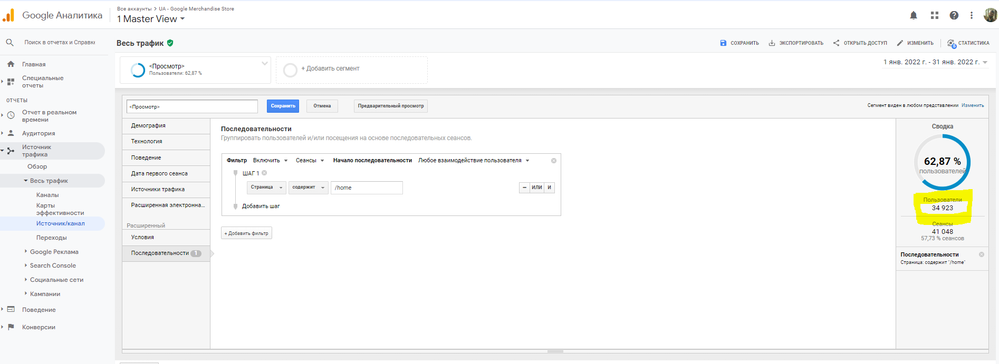 Google Аналитика
Все аккаунты > UA - Google Merchandise Store
1 Master View
Поиск в отчетах и Справке
Главная
Специальные
отчеты
ОТЧЕТЫ
Отчет в реальном
времени
Аудитория
Источник
трафика
Обзор
Весь трафик
Каналы
Карты
эффективности
Источник/канал
Переходы
Google Реклама
Search Console
Социальные сети
Кампании
Поведение
Конверсии
Весь трафик
СОХРАНИТЬ
ЭКСПОРТИРОВАТЬ
ОТКРЫТЬ ДОСТУП
ИЗМЕНИТЬ
5
СТАТИСТИКА
<Просмотр>
Пользователи: 62,87 %
+ Добавить сегмент
1 янв. 2022 г. - 31 янв. 2022 г.
<Просмотр>
Сохранить
Отмена
Предварительный просмотр
Сегмент виден в любом представлении Изменить
Демография
Технология
Поведение
Дата первого сеанса
Источники трафика
Расширенная электронна...
Расширенный
Условия
Последовательности 1
Последовательности
Группировать пользователей и/или посещения на основе последовательных сеансов.
Фильтр Включить Сеансы Начало последовательности Любое взаимодействие пользователя
ШАГ 1
Страница содержит /home
– ИЛИ И
Добавить шаг
+ Добавить фильтр
Сводка
62,87 %
пользователей
Пользователи
34 923
Сеансы
41 048
57,73 % сеансов
Последовательности
Страница: содержит "/home"